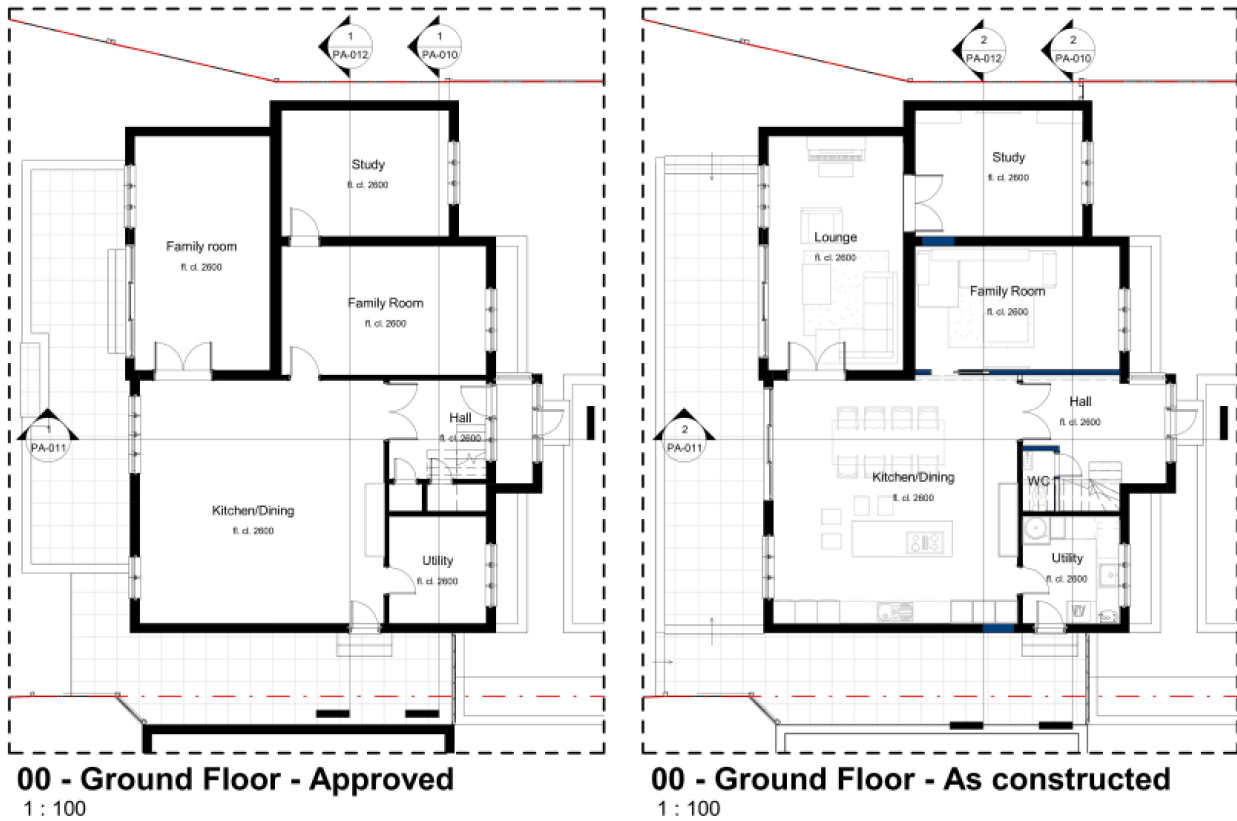 1
PA-012
1
PA-010
Study
fl. cl. 2600
Family room
fl. cl. 2600
Family Room
fl. cl. 2600
Hall
fl. cl. 2600
1
PA-011
Kitchen/Dining
fl. cl. 2600
Utility
fl. cl. 2600
00 - Ground Floor - Approved
1 : 100
2
PA-012
2
PA-010
Study
fl. cl. 2600
Lounge
fl. cl. 2600
Family Room
fl. cl. 2600
Hall
fl. cl. 2600
2
PA-011
Kitchen/Dining
fl. cl. 2600
WC
Utility
fl. cl. 2600
00 - Ground Floor - As constructed
1 : 100